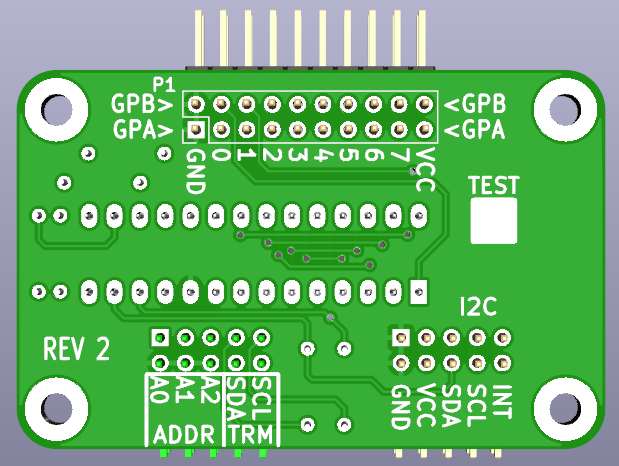 P1
GPB> <GPB
GPA> <GPA
GND 0 1 2 3 4 5 6 7 VCC
TEST
I2C
REV 2
A0 A1 A2 SDA SCL
GND VCC SDA SCL INT
ADDR TRM